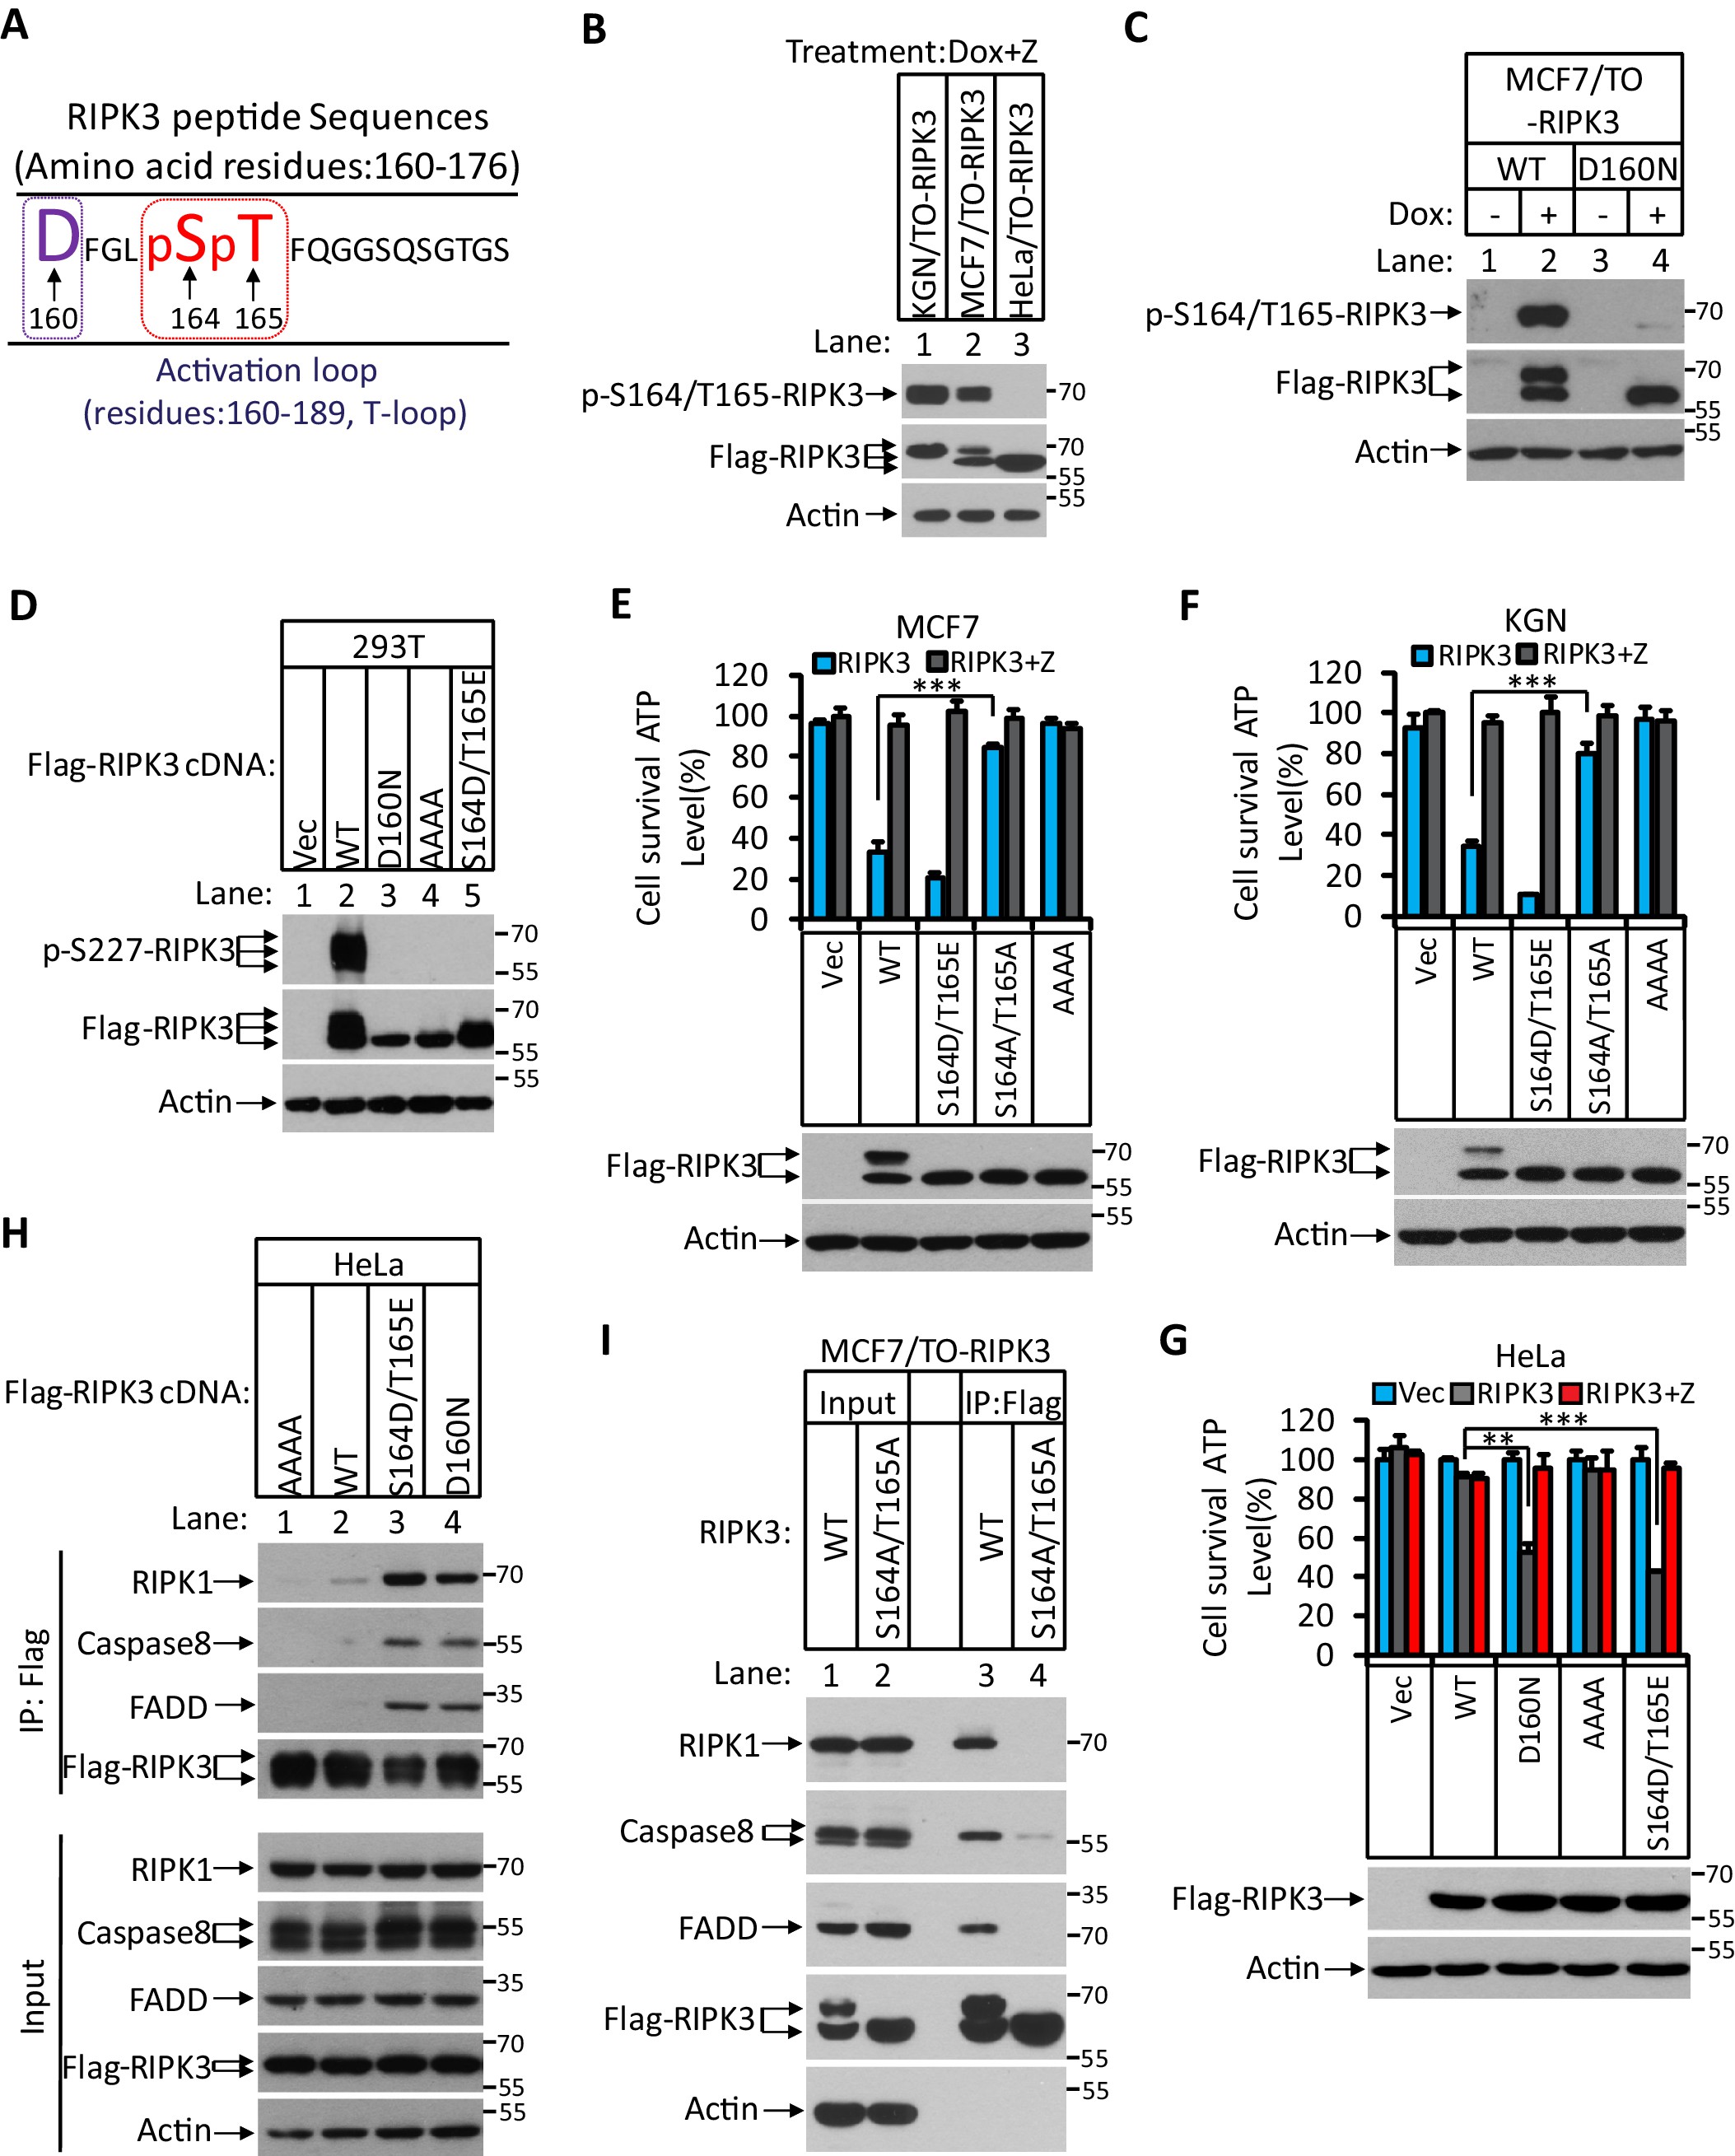 A
RIPK3 peptide Sequences
(Amino acid residues:160-176)
D FGL pSpT FQGGSQSGTGS
160 164 165
Activation loop
(residues:160-189, T-loop)
B
Treatment:Dox+Z
KGN/TO-RIPK3
MCF7/TO-RIPK3
HeLa/TO-RIPK3
Lane: 1 2 3
p-S164/T165-RIPK3 70
Flag-RIPK3 70
55
55
Actin
C
MCF7/TO
-RIPK3
WT D160N
Dox: - + - +
Lane: 1 2 3 4
p-S164/T165-RIPK3 70
Flag-RIPK3 70
55
55
Actin
D
293T
Flag-RIPK3 cDNA:
Vec
WT
D160N
AAAA
S164D/T165E
Lane: 1 2 3 4 5
p-S227-RIPK3 70
55
Flag-RIPK3 70
55
55
Actin
E
MCF7
RIPK3 RIPK3+Z
***
Cell survival ATP
Level(%)
120
100
80
60
40
20
0
Vec
WT
S164D/T165E
S164A/T165A
AAAA
Flag-RIPK3 70
55
55
Actin
F
KGN
RIPK3 RIPK3+Z
***
Cell survival ATP
Level(%)
120
100
80
60
40
20
0
Vec
WT
S164D/T165E
S164A/T165A
AAAA
Flag-RIPK3 70
55
55
Actin
H
HeLa
Flag-RIPK3 cDNA:
AAAA
WT
S164D/T165E
D160N
Lane: 1 2 3 4
IP: Flag
RIPK1 70
Caspase8 55
FADD 35
Flag-RIPK3 70
55
Input
RIPK1 70
Caspase8 55
FADD 35
Flag-RIPK3 70
55
55
Actin
I
MCF7/TO-RIPK3
Input IP:Flag
RIPK3:
WT
S164A/T165A
WT
S164A/T165A
Lane: 1 2 3 4
RIPK1 70
Caspase8 55
FADD 35
70
Flag-RIPK3 70
55
55
Actin
G
HeLa
Vec RIPK3 RIPK3+Z
***
**
Cell survival ATP
Level(%)
120
100
80
60
40
20
0
Vec
WT
D160N
AAAA
S164D/T165E
Flag-RIPK3 70
55
55
Actin